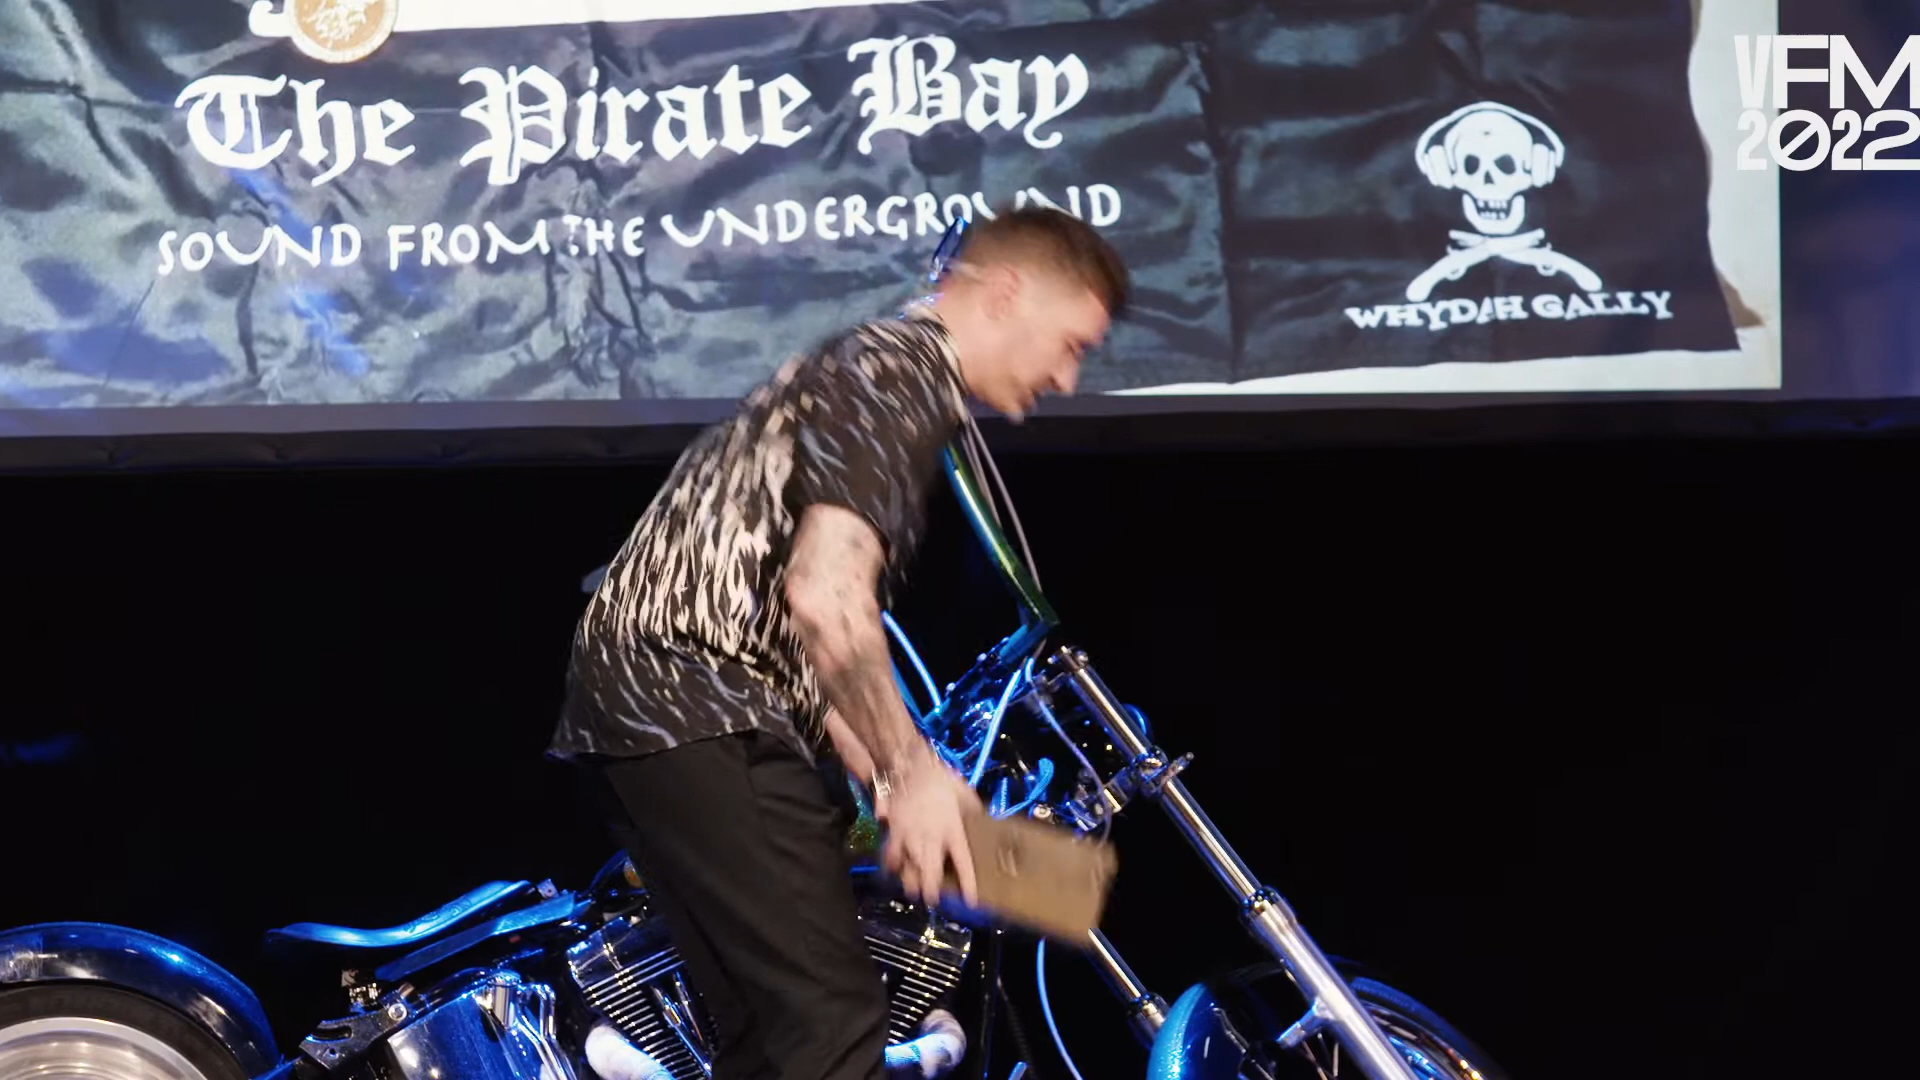 The Pirate Bay
SOUND FROM THE UNDERGROUND
WHYDAH GALLY
VFM
2022